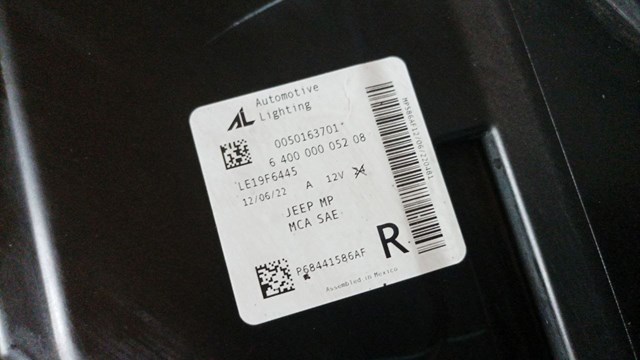 AL Automotive
Lighting
0050163701*
6 400 000 052 08
LE19F6445
12/06/22 A 12V
JEEP MP
MCA SAE
R
P68441586AF
Assembled in Mexico